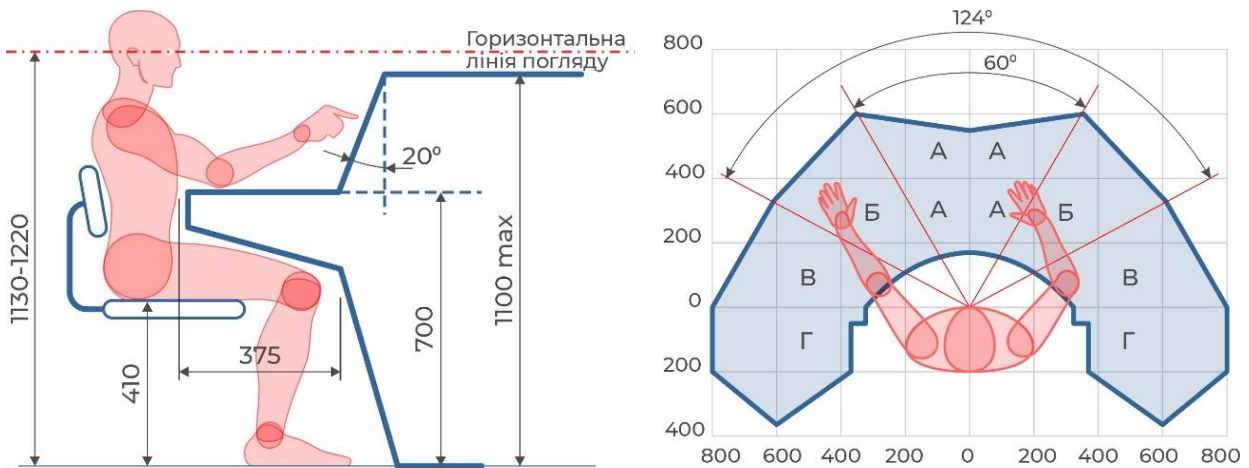 Горизонтальна
лінія погляду
20°
1130-1220
410
375
700
1100 max
124°
60°
800
600
400
200
0
200
400
800 600 400 200 0 200 400 600 800
А А
Б А А Б
В В
Г Г